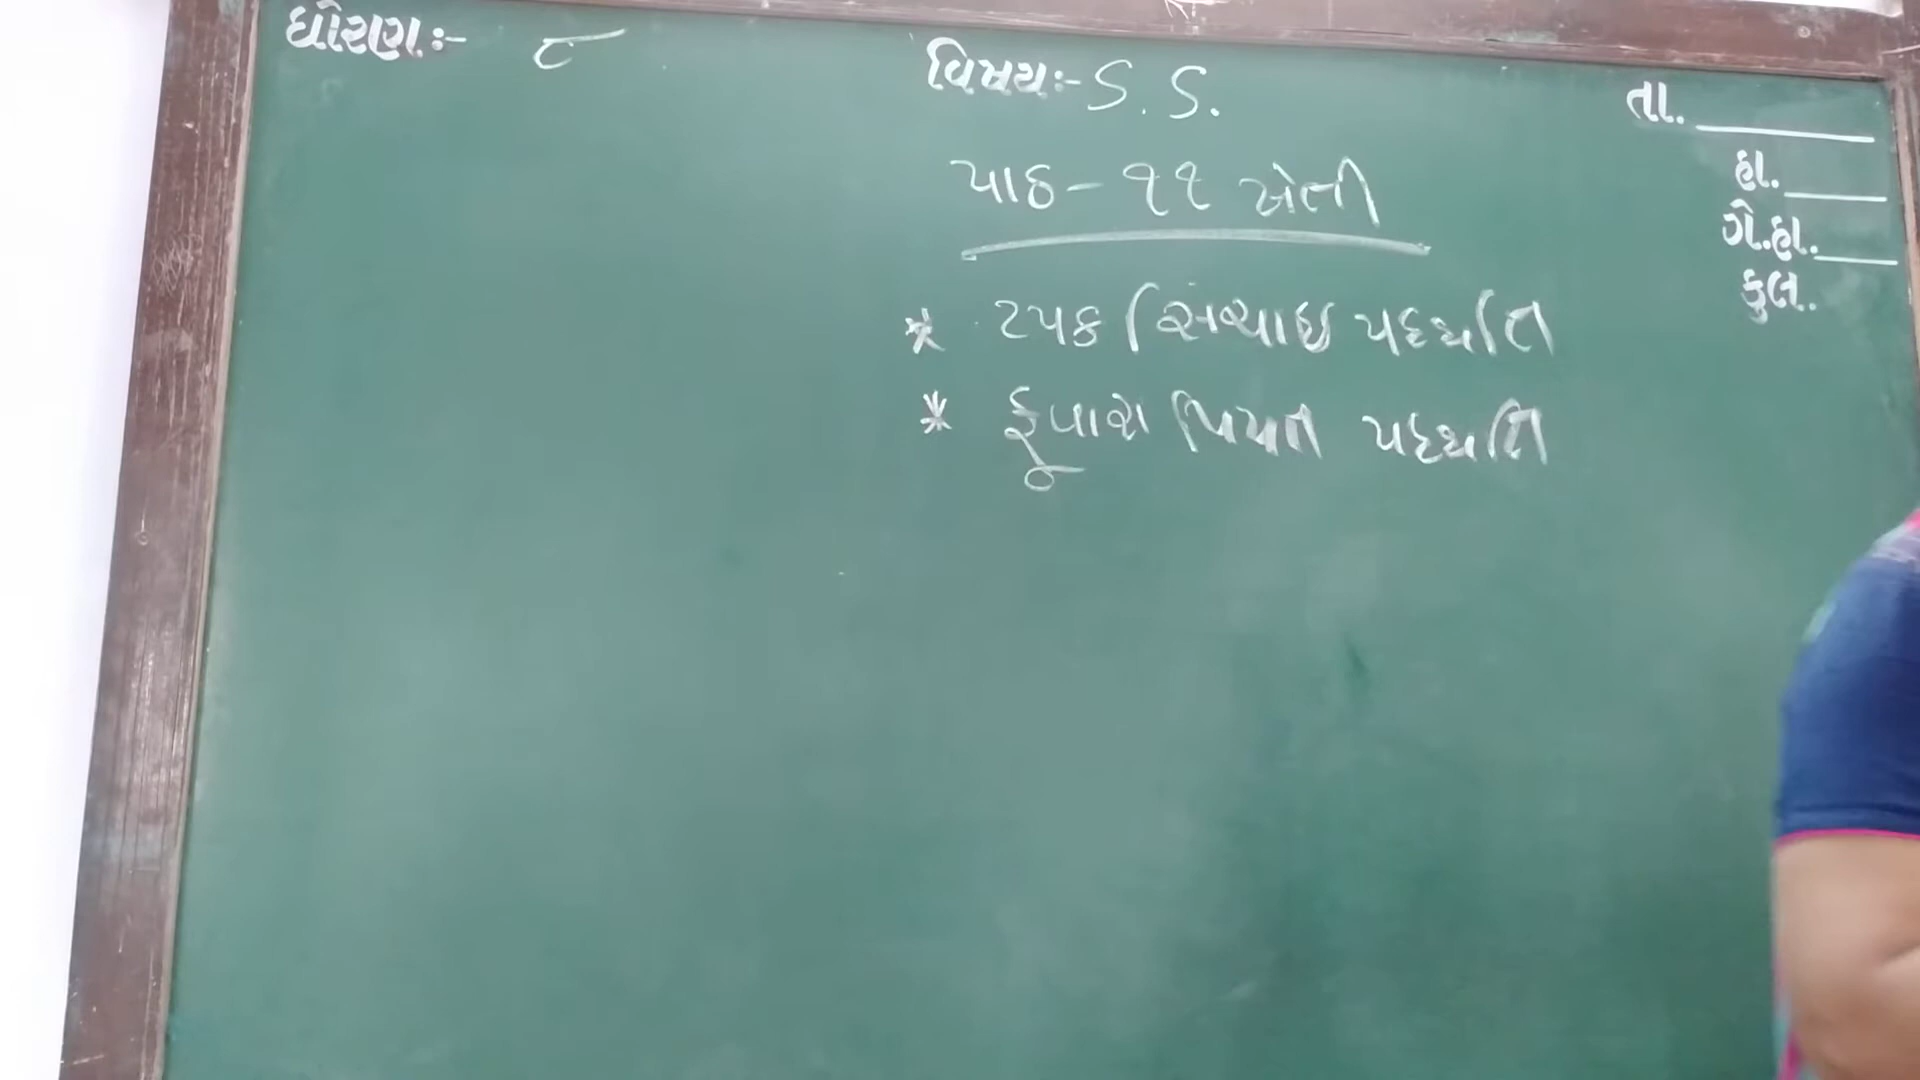 ધોરણઃ- ૮
વિષયઃ- S.S.
તા.
હા.
ગે.હા.
કુલ.
પાઠ - ૧૧ ખેતી
* ટપક સિંચાઇ પદ્ધતિ
* ફુવારા પિયત પદ્ધતિ